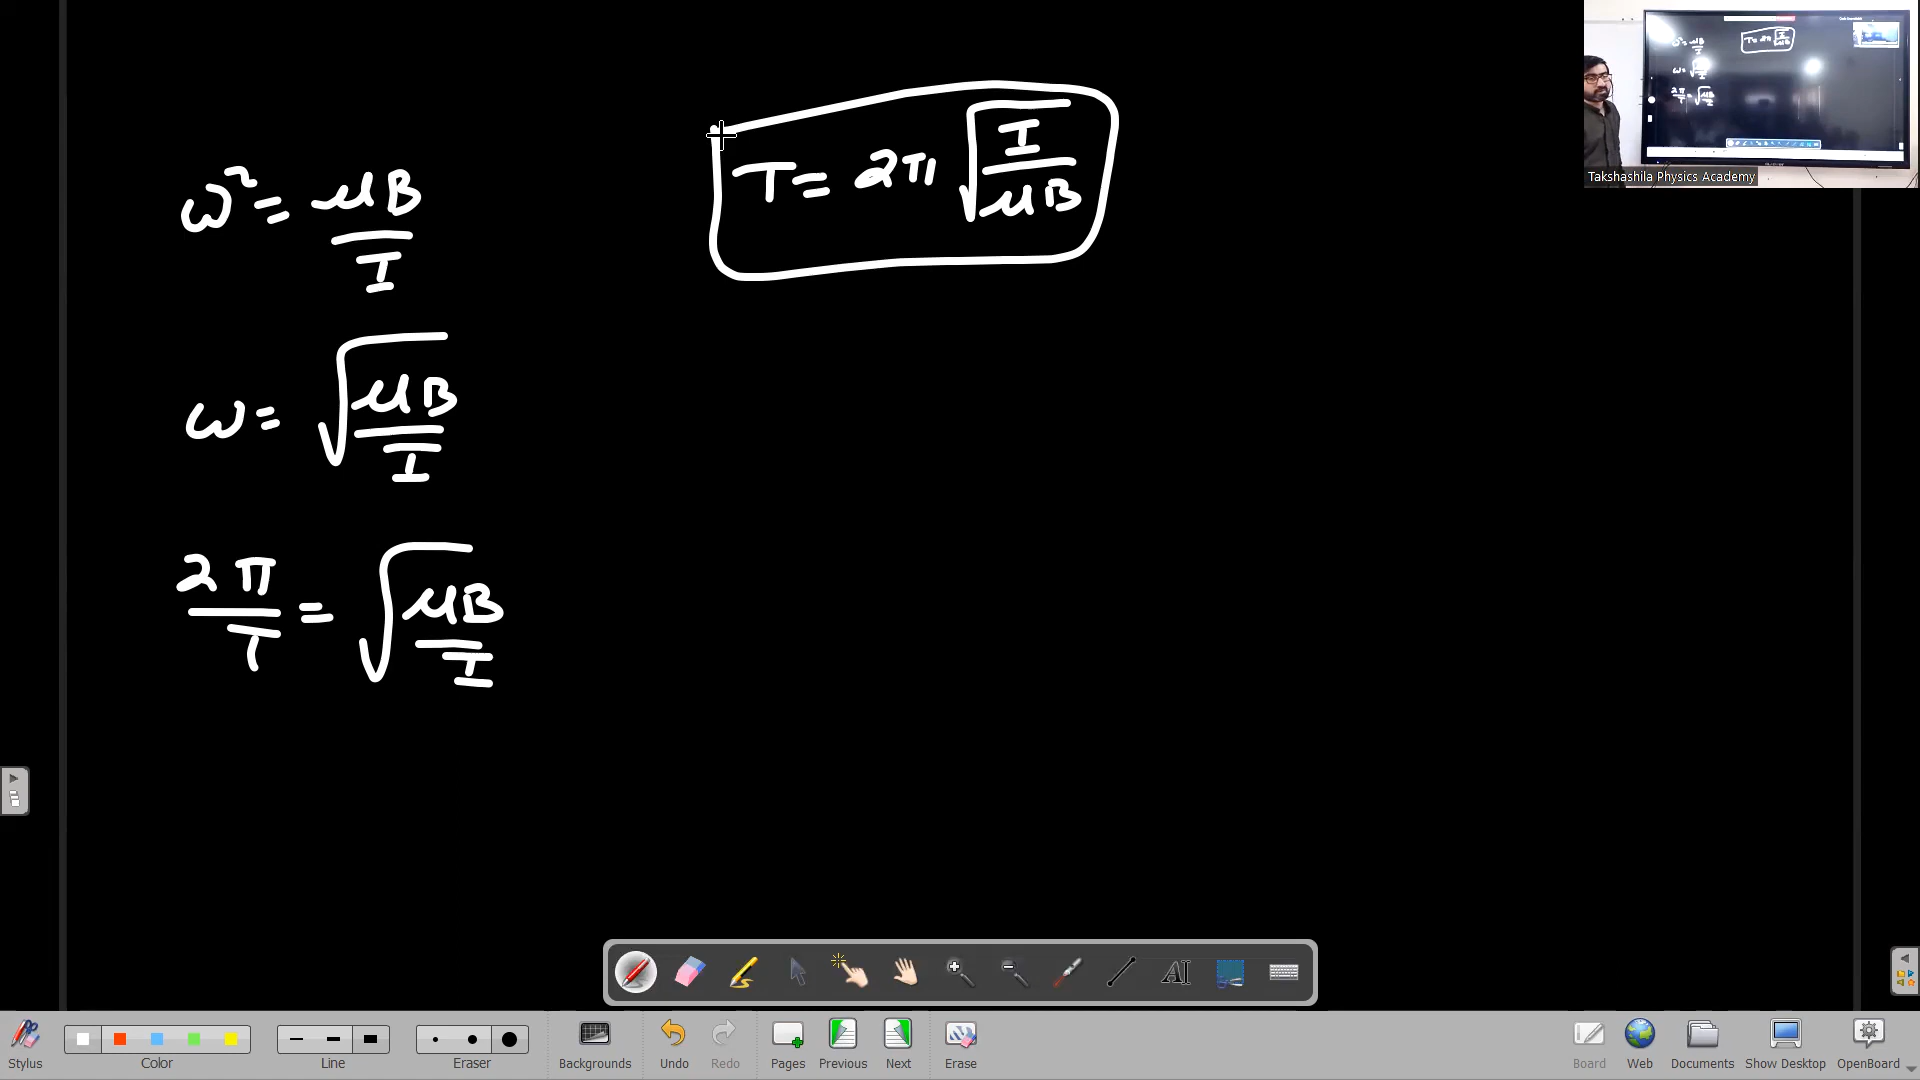 ω² = μB/I
ω = √(μB/I)
2π/T = √(μB/I)
T = 2π √(I/μB)
Takshashila Physics Academy
Stylus
Color
Line
Eraser
Backgrounds
Undo
Redo
Pages
Previous
Next
Erase
Board
Web
Documents
Show Desktop
OpenBoard